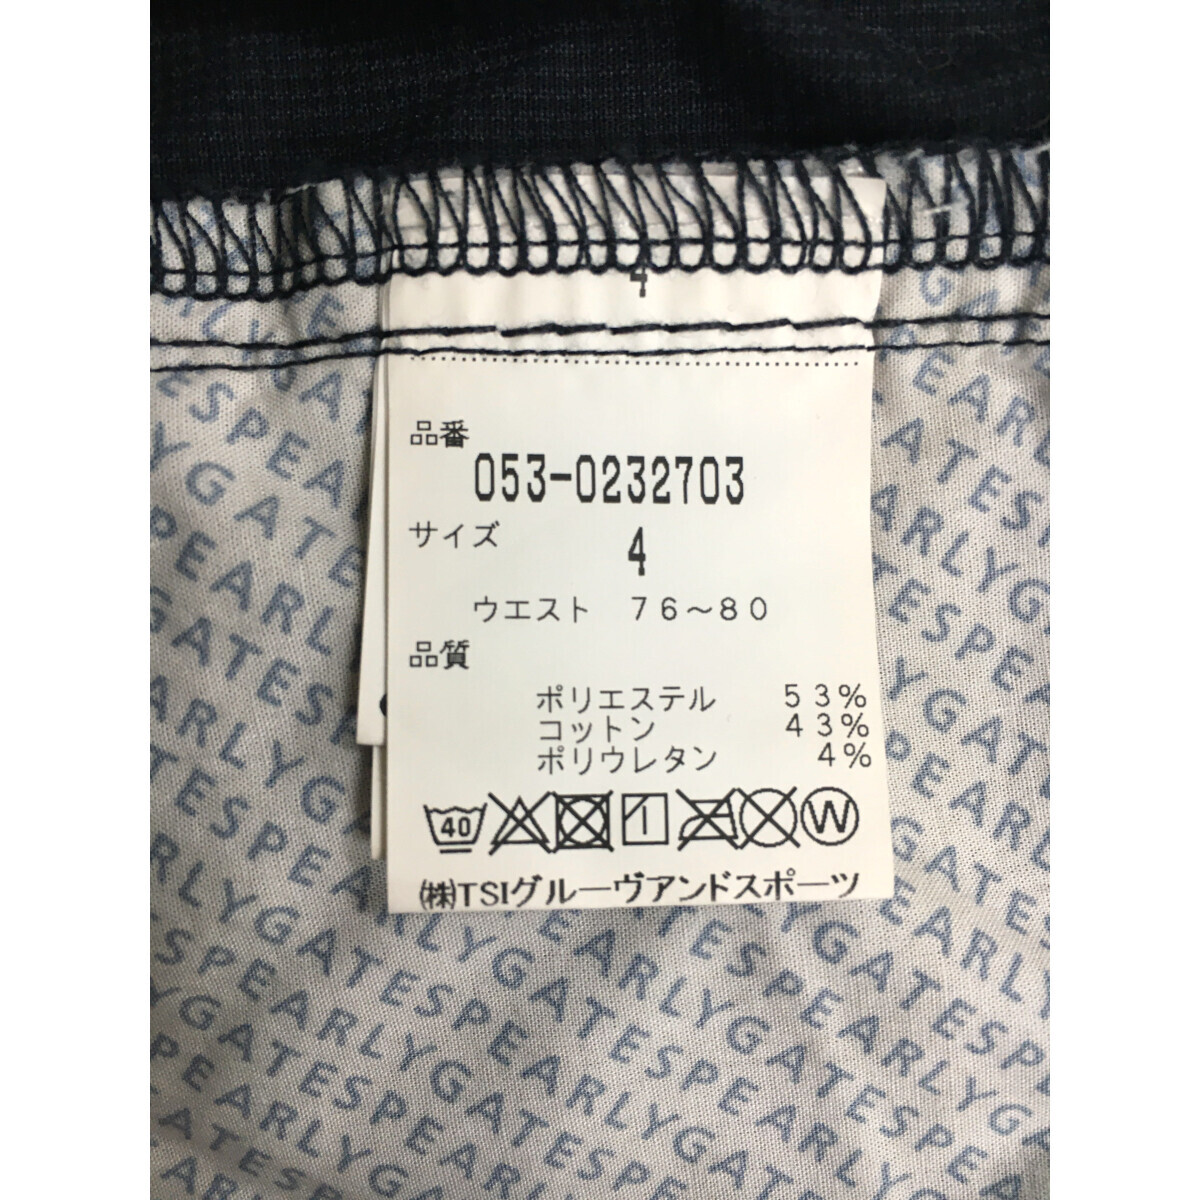 4
品番
053-0232703
サイズ
4
ウエスト 76～80
品質
ポリエステル 53%
コットン 43%
ポリウレタン 4%
40 W
㈱TSIグルーヴアンドスポーツ
PEARLYGATES